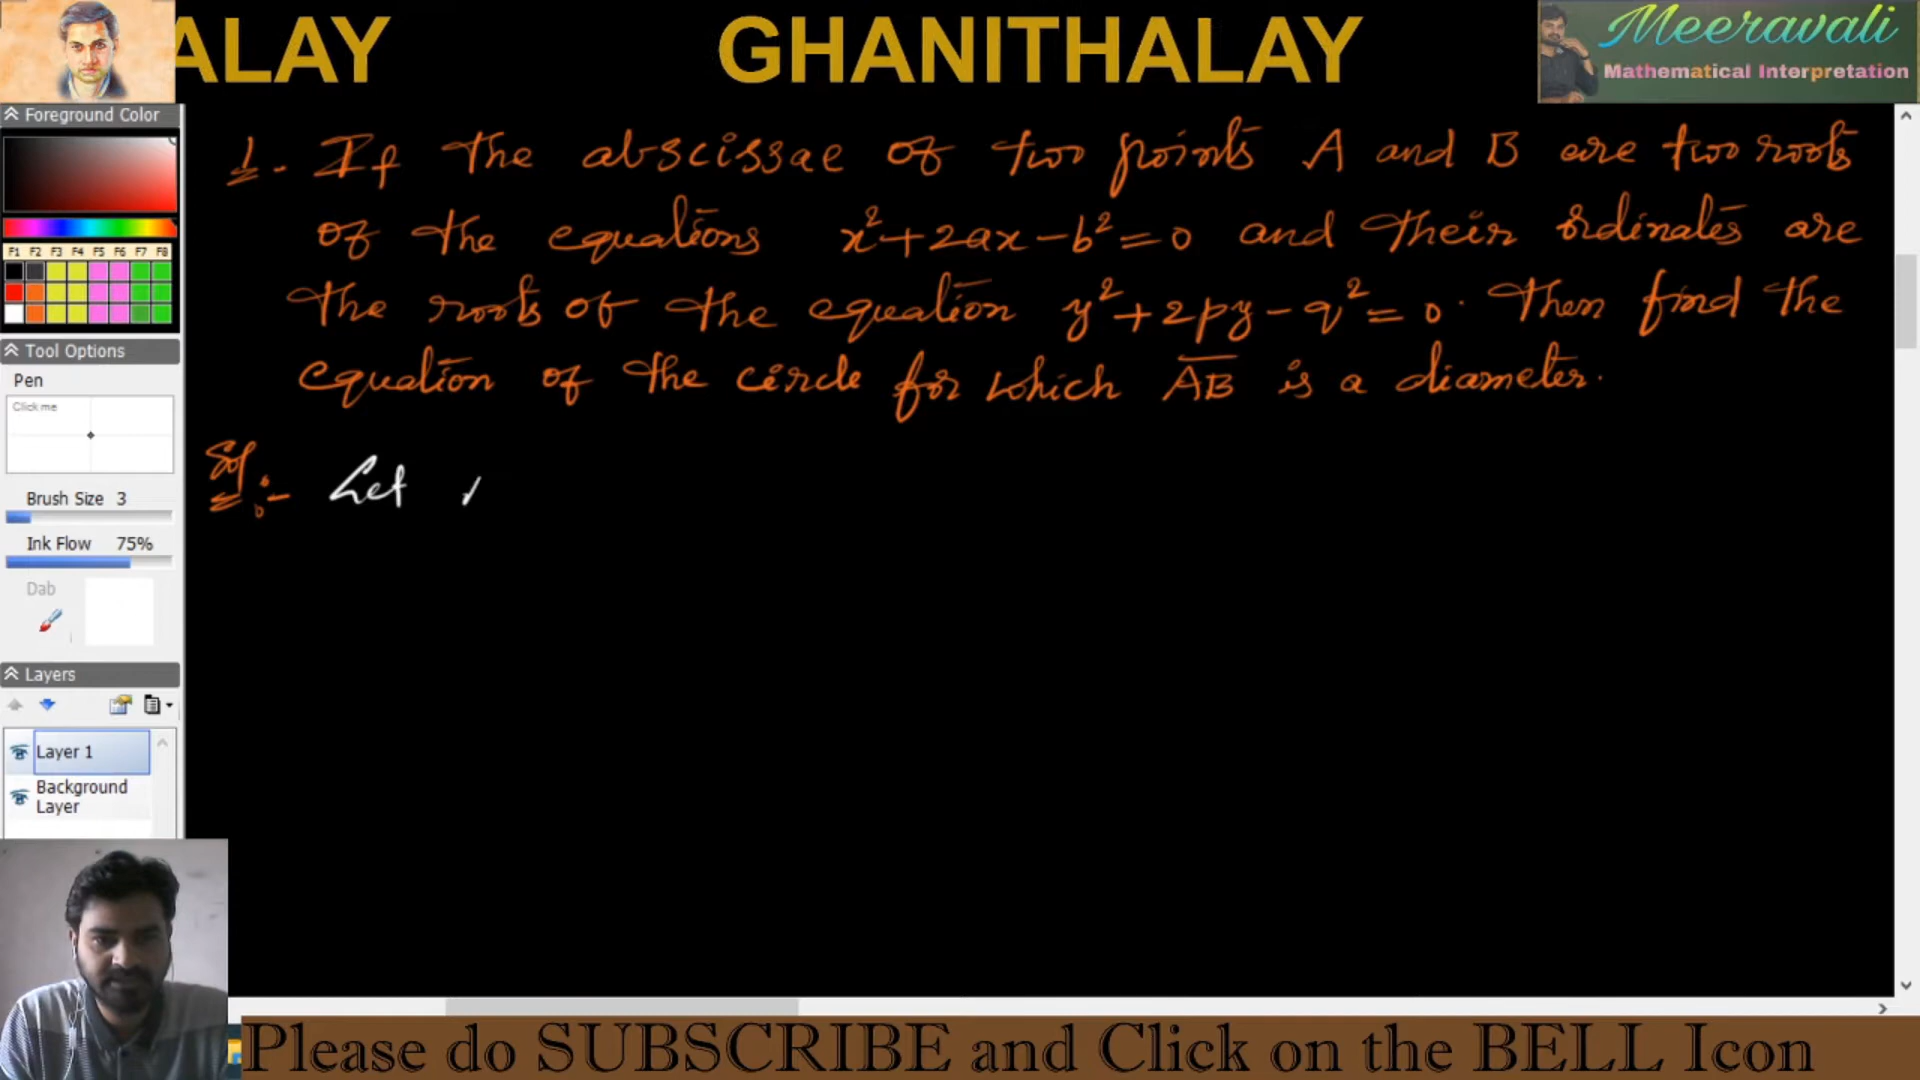 ALAY GHANITHALAY
Meeravali
Mathematical Interpretation
Foreground Color
F1 F2 F3 F4 F5 F6 F7 F8
Tool Options
Pen
Click me
Brush Size 3
Ink Flow 75%
Dab
Layers
Layer 1
Background
Layer
1. If the abscissae of two points A and B are two roots
of the equations x²+2ax-b²=0 and their ordinates are
the roots of the equation y²+2py-q²=0. Then find the
equation of the circle for which A̅B̅ is a diameter.
Sol:- Let
Please do SUBSCRIBE and Click on the BELL Icon